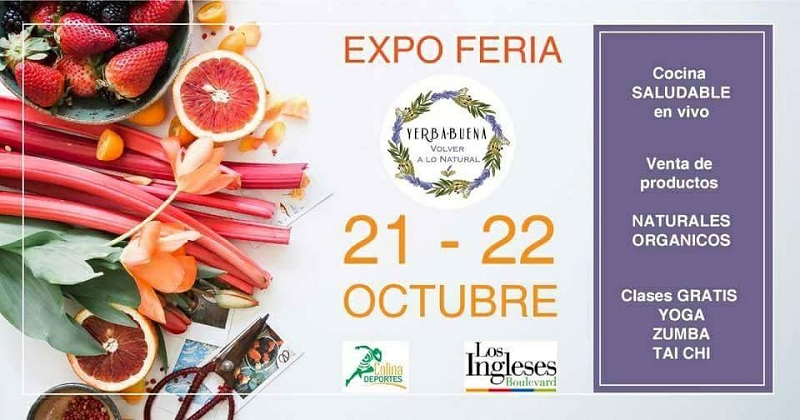 EXPO FERIA
YERBABUENA
VOLVER
A LO NATURAL
21 - 22
OCTUBRE
Colina
DEPORTES
Los
Ingleses
Boulevard
Cocina
SALUDABLE
en vivo
Venta de
productos
NATURALES
ORGANICOS
Clases GRATIS
YOGA
ZUMBA
TAI CHI